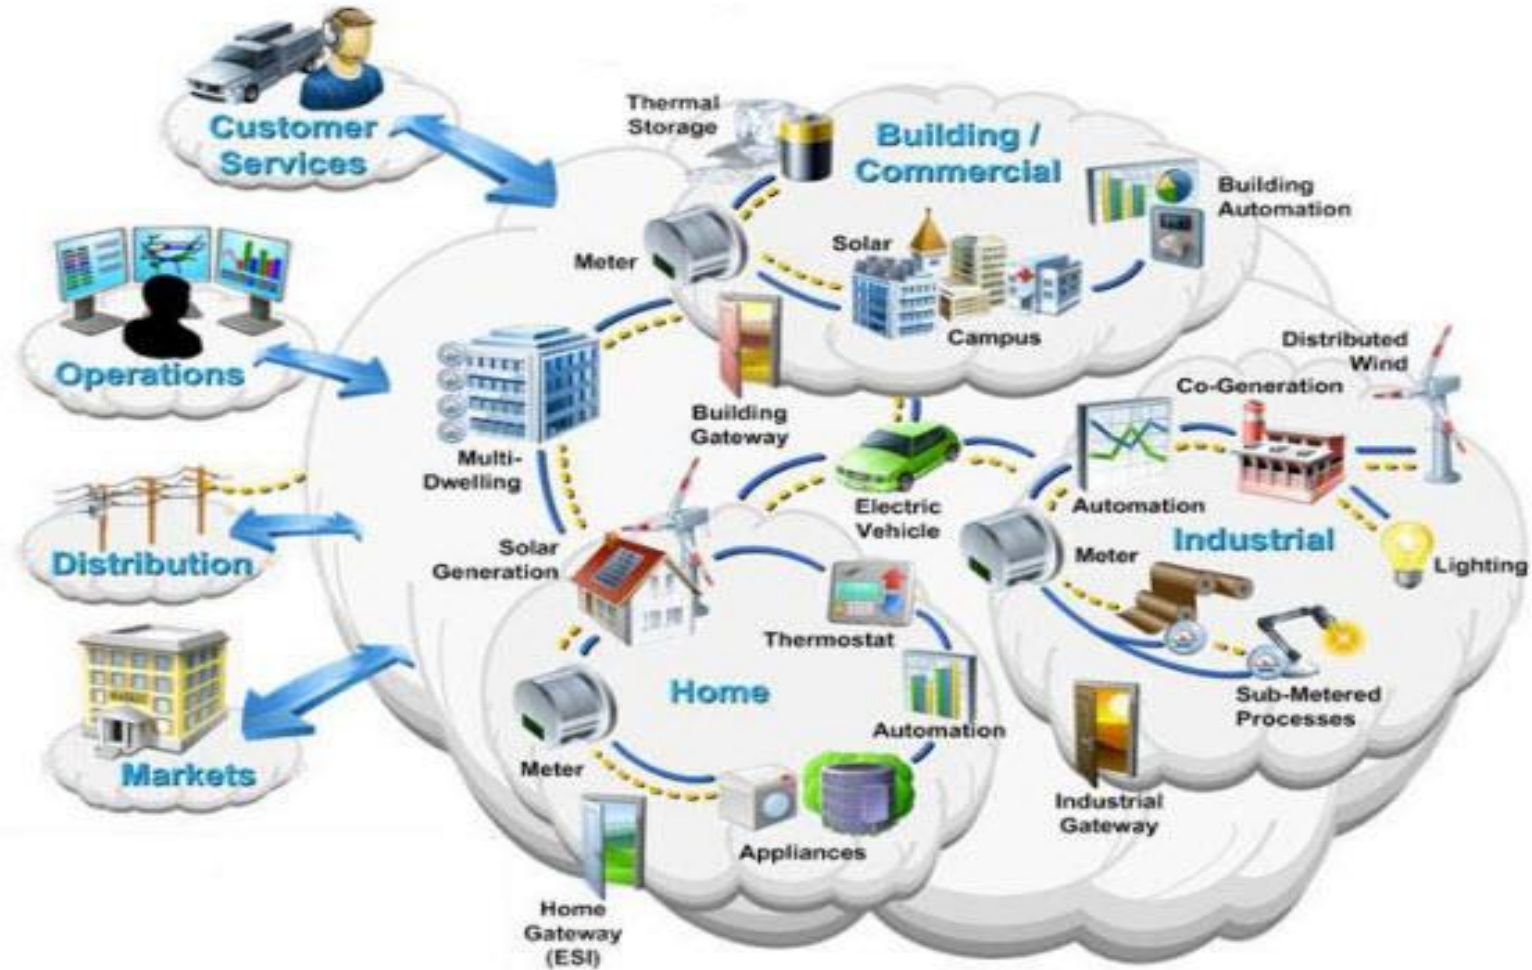 Customer
Services
Thermal
Storage
Building /
Commercial
Building
Automation
Meter
Solar
Campus
Operations
Building
Gateway
Multi-
Dwelling
Distributed
Wind
Co-Generation
Electric
Vehicle
Automation
Industrial
Meter
Lighting
Distribution
Solar
Generation
Thermostat
Sub-Metered
Processes
Home
Automation
Markets
Meter
Appliances
Industrial
Gateway
Home
Gateway
(ESI)